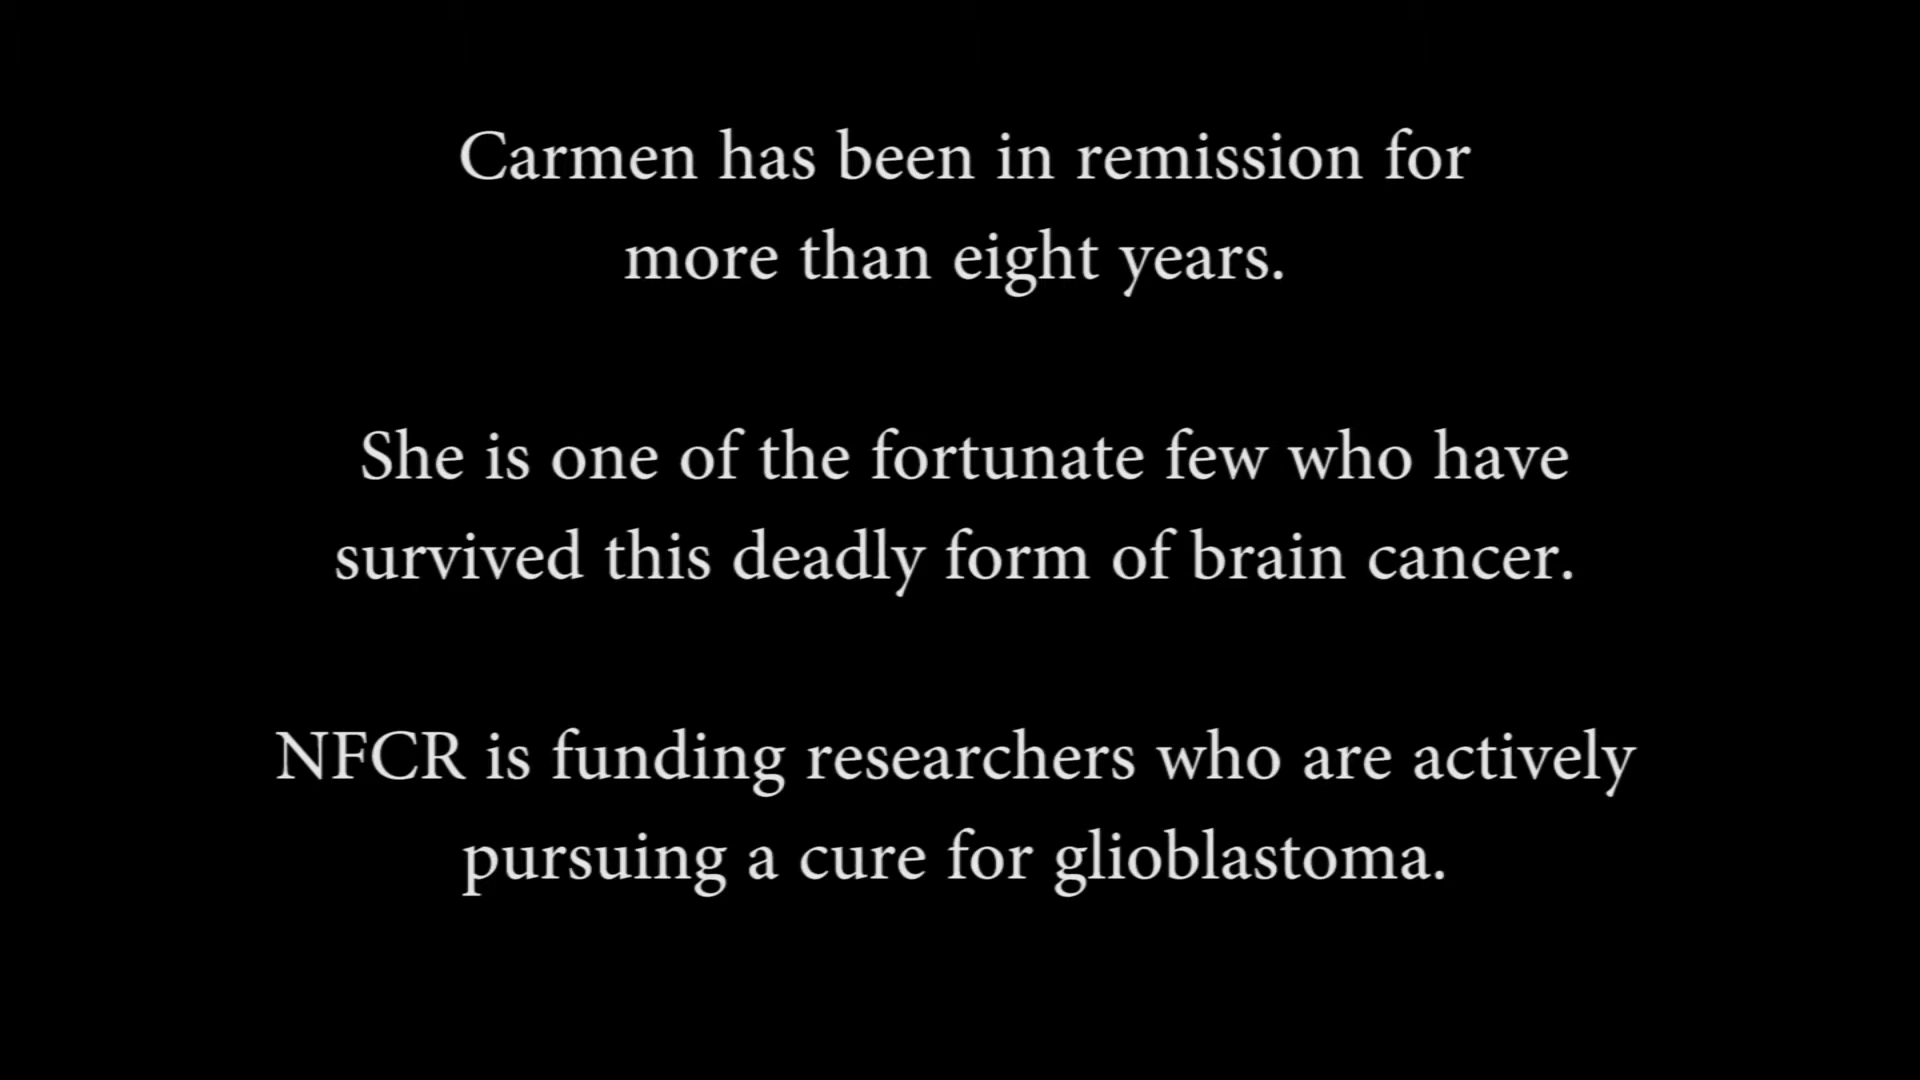 Carmen has been in remission for
more than eight years.
She is one of the fortunate few who have
survived this deadly form of brain cancer.
NFCR is funding researchers who are actively
pursuing a cure for glioblastoma.